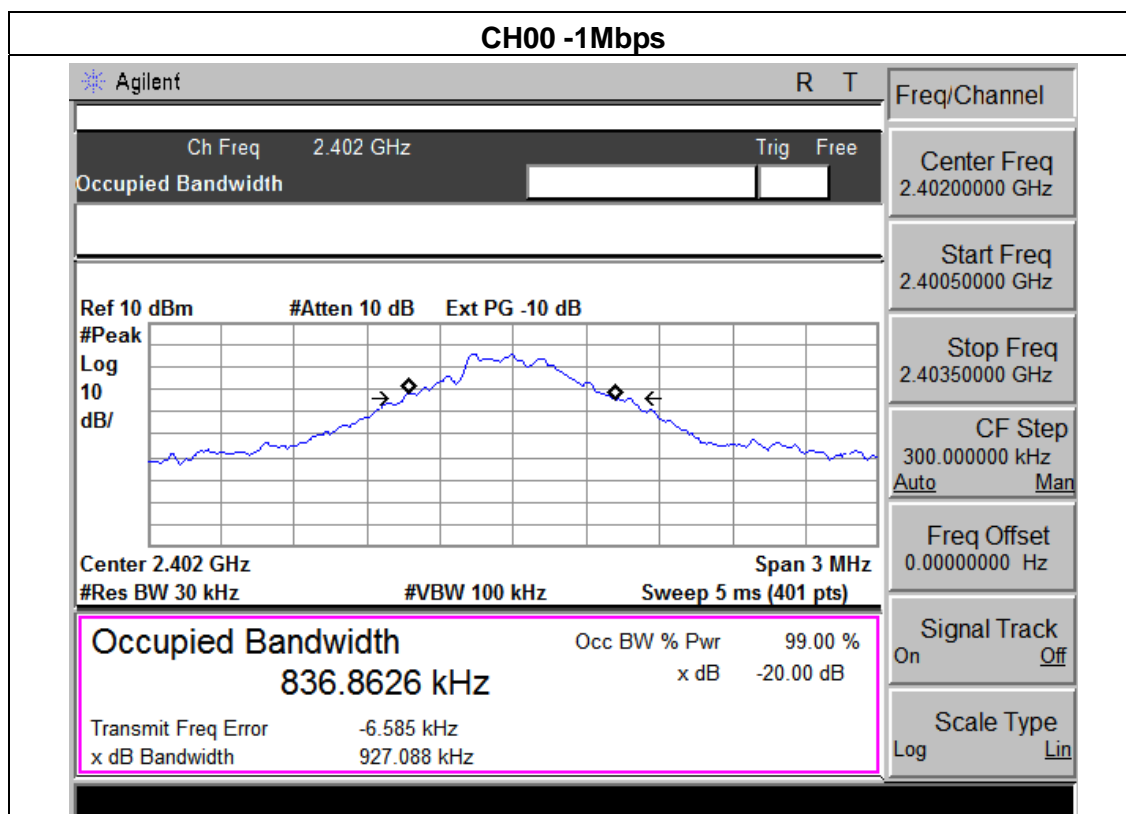 CH00 -1Mbps
Agilent R T
Ch Freq 2.402 GHz Trig Free
Occupied Bandwidth
Ref 10 dBm #Atten 10 dB Ext PG -10 dB
#Peak
Log
10
dB/
Center 2.402 GHz Span 3 MHz
#Res BW 30 kHz #VBW 100 kHz Sweep 5 ms (401 pts)
Occupied Bandwidth Occ BW % Pwr 99.00 %
836.8626 kHz x dB -20.00 dB
Transmit Freq Error -6.585 kHz
x dB Bandwidth 927.088 kHz
Freq/Channel
Center Freq
2.40200000 GHz
Start Freq
2.40050000 GHz
Stop Freq
2.40350000 GHz
CF Step
300.000000 kHz
Auto Man
Freq Offset
0.00000000 Hz
Signal Track
On Off
Scale Type
Log Lin